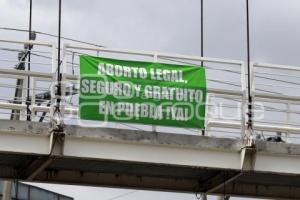 ABORTO LEGAL,
SEGURO Y GRATUITO
EN PUEBLA ¡YA!